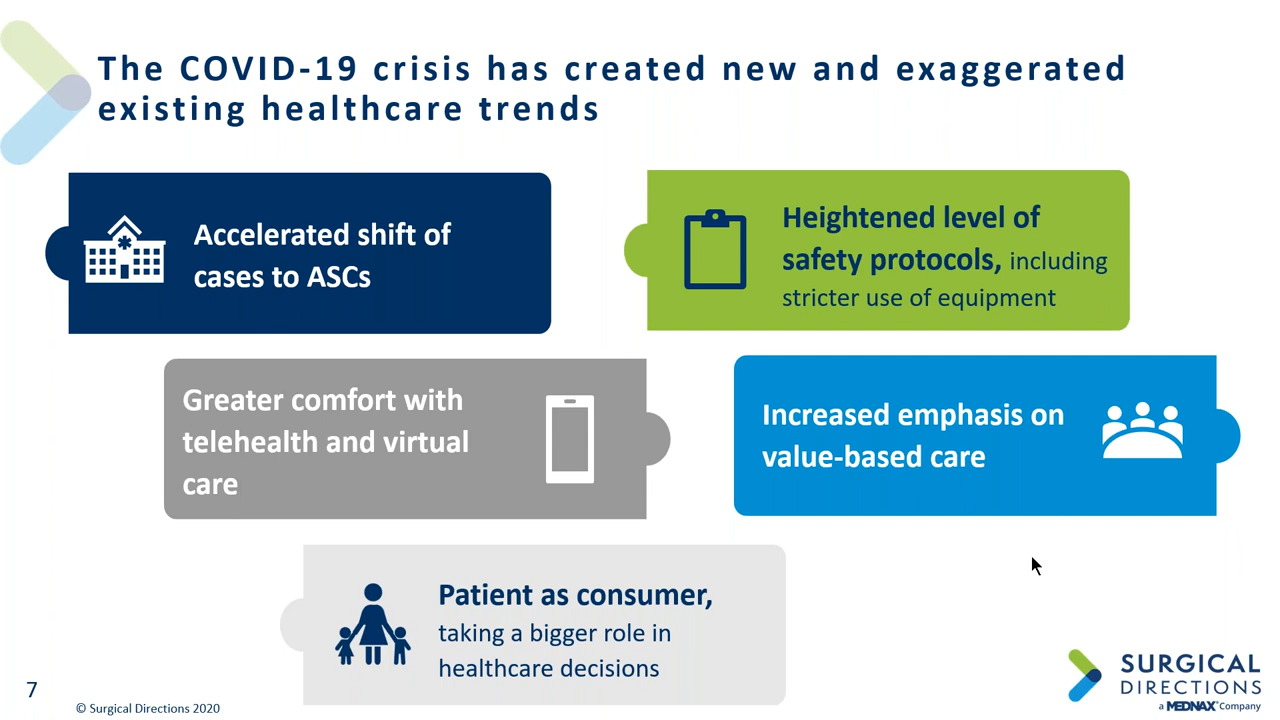 The COVID-19 crisis has created new and exaggerated
existing healthcare trends
Accelerated shift of
cases to ASCs
Heightened level of
safety protocols, including
stricter use of equipment
Greater comfort with
telehealth and virtual
care
Increased emphasis on
value-based care
Patient as consumer,
taking a bigger role in
healthcare decisions
7
© Surgical Directions 2020
SURGICAL
DIRECTIONS
a MEDNAX® Company